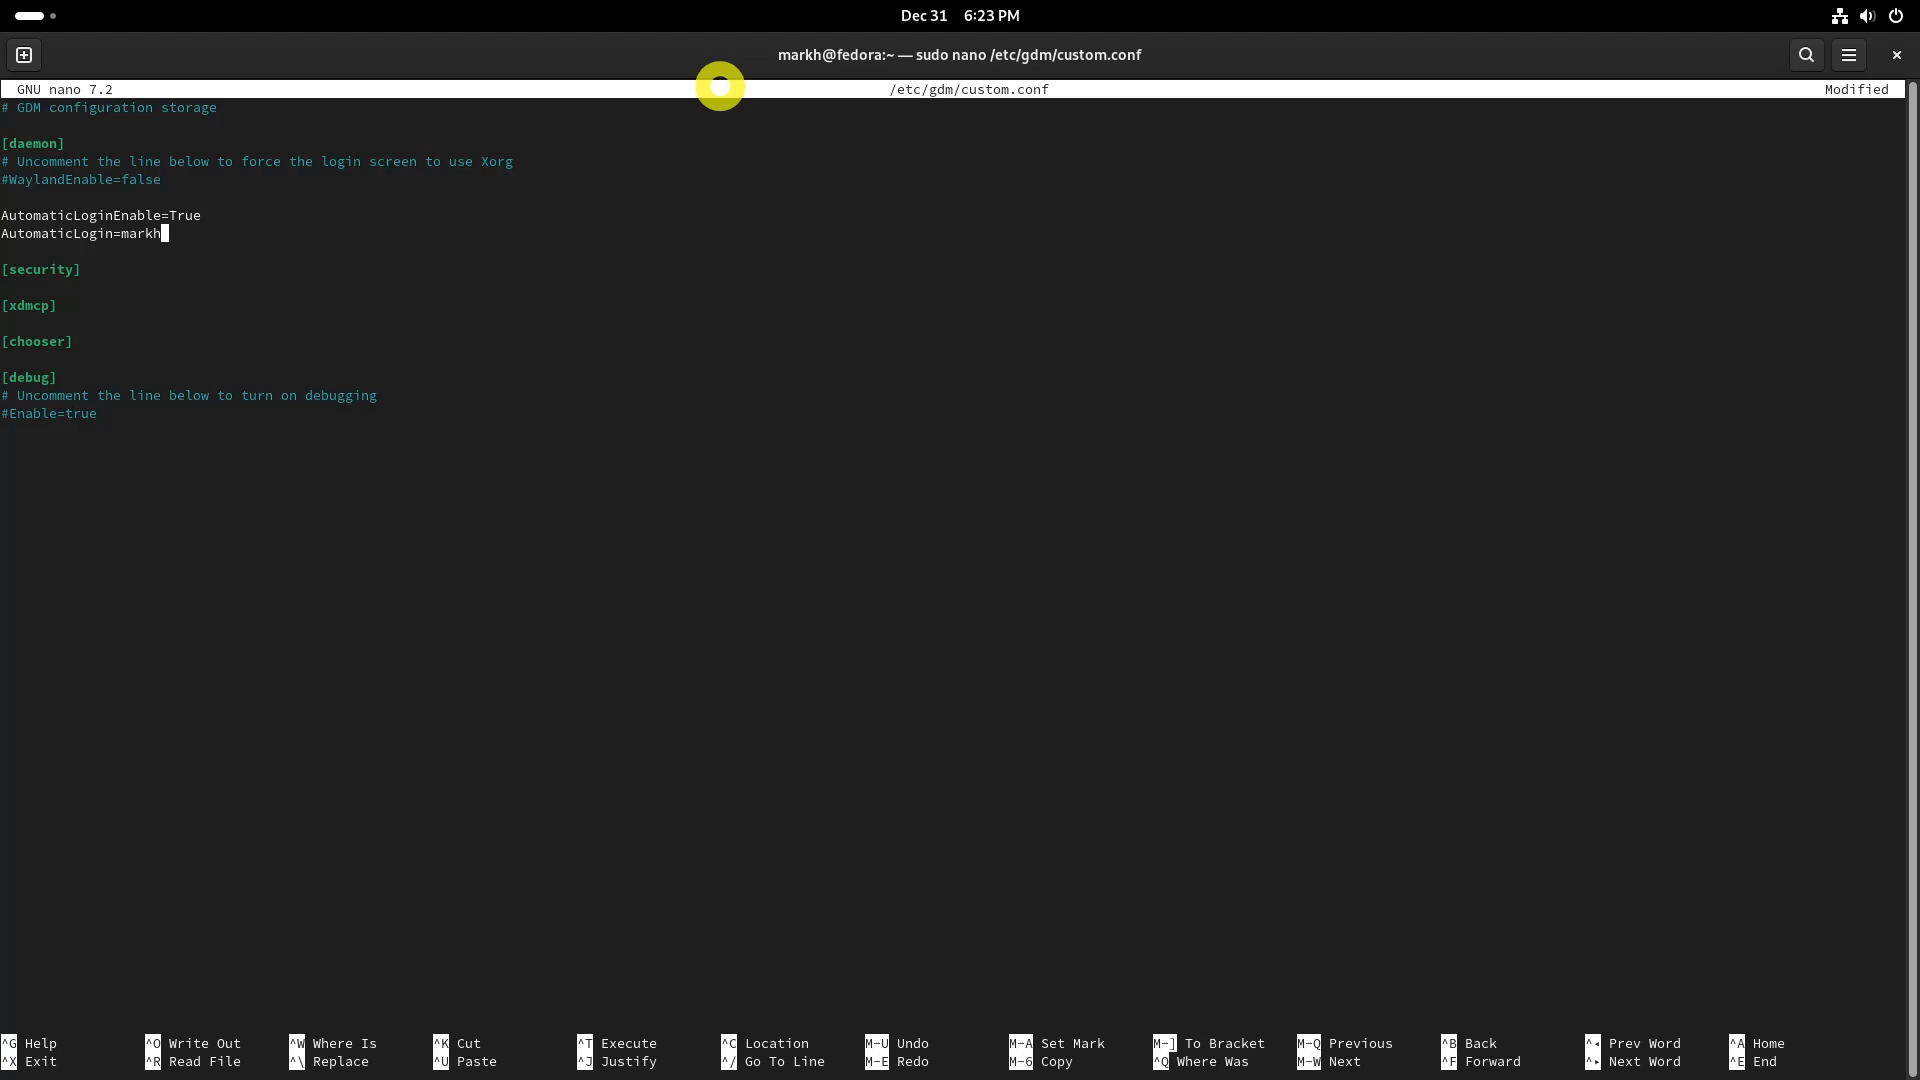 Dec 31 6:23 PM
markh@fedora:~ — sudo nano /etc/gdm/custom.conf
GNU nano 7.2 /etc/gdm/custom.conf Modified
# GDM configuration storage
[daemon]
# Uncomment the line below to force the login screen to use Xorg
#WaylandEnable=false
AutomaticLoginEnable=True
AutomaticLogin=markh
[security]
[xdmcp]
[chooser]
[debug]
# Uncomment the line below to turn on debugging
#Enable=true
^G Help ^O Write Out ^W Where Is ^K Cut ^T Execute ^C Location M-U Undo M-A Set Mark M-] To Bracket M-Q Previous ^B Back ^◂ Prev Word ^A Home
^X Exit ^R Read File ^\ Replace ^U Paste ^J Justify ^/ Go To Line M-E Redo M-6 Copy ^Q Where Was M-W Next ^F Forward ^▸ Next Word ^E End